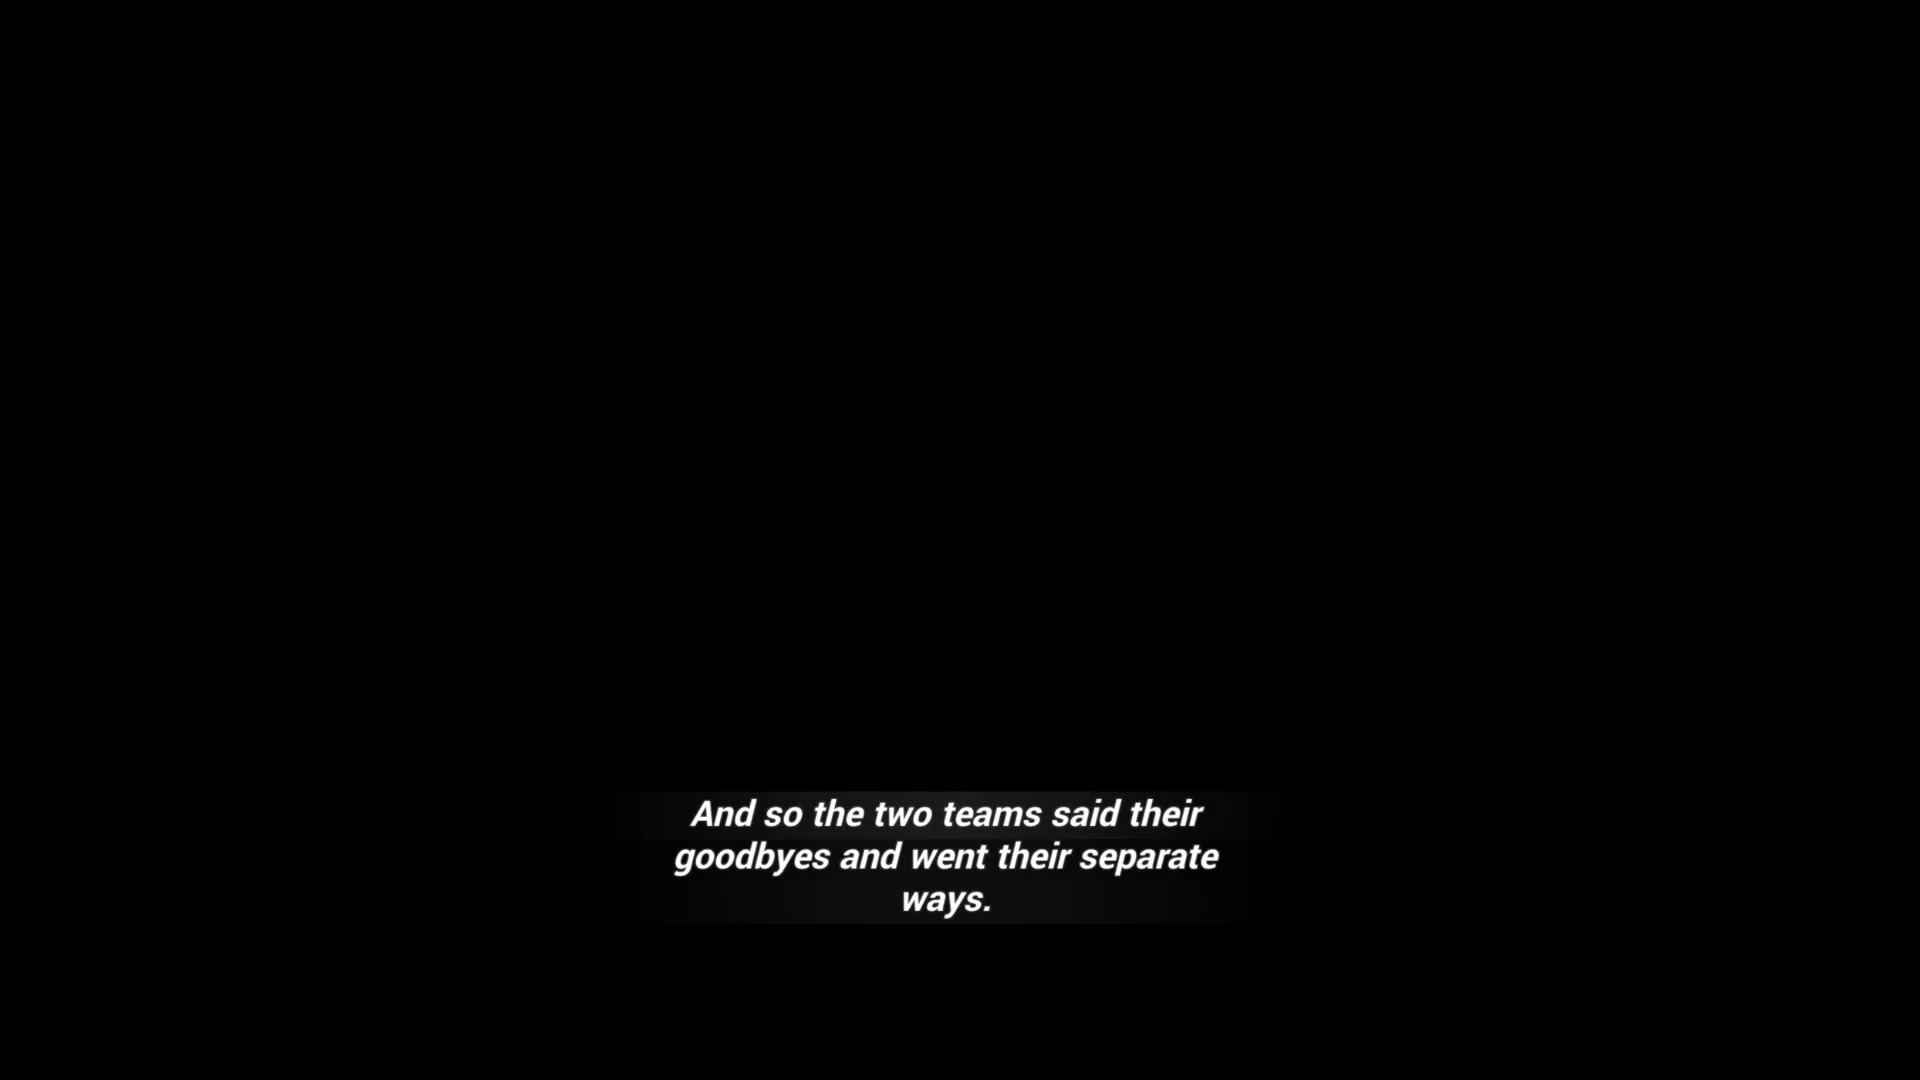 And so the two teams said their
goodbyes and went their separate
ways.